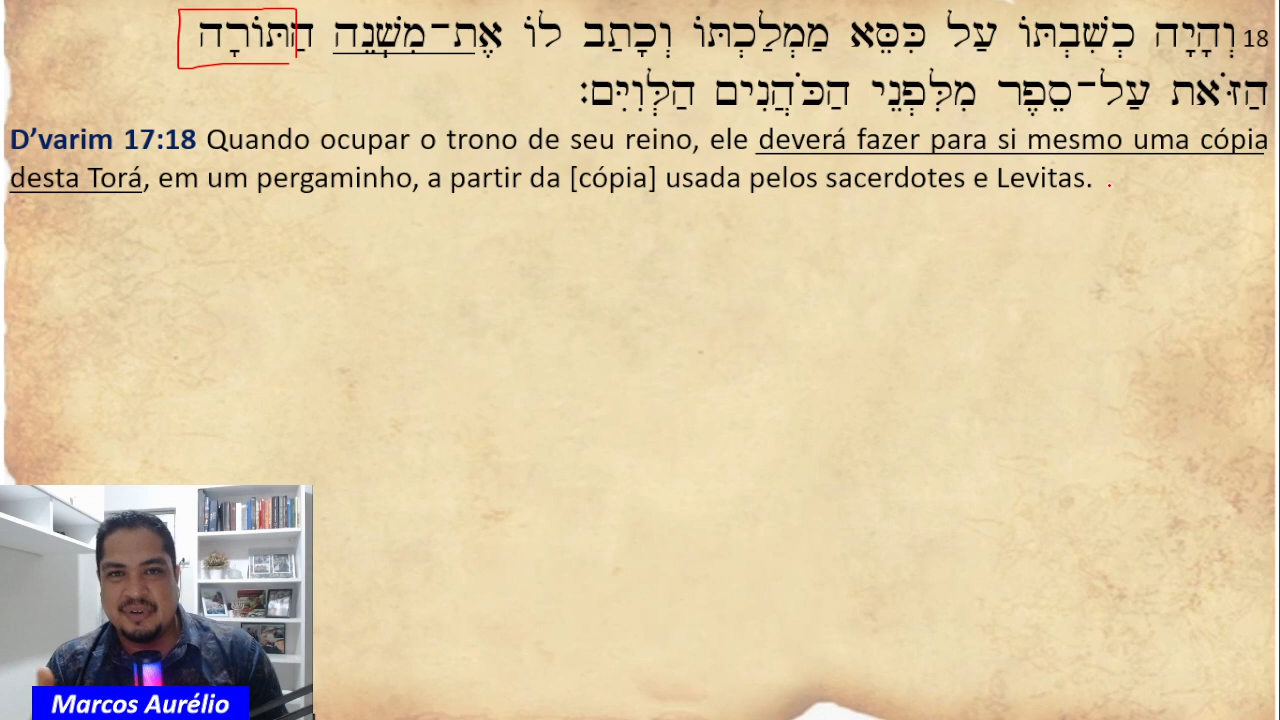 18 וְהָיָה כְשִׁבְתּוֹ עַל כִּסֵּא מַמְלַכְתּוֹ וְכָתַב לוֹ אֶת־מִשְׁנֵה הַתּוֹרָה
הַזֹּאת עַל־סֵפֶר מִלִּפְנֵי הַכֹּהֲנִים הַלְוִיִּם׃
D’varim 17:18 Quando ocupar o trono de seu reino, ele deverá fazer para si mesmo uma cópia
desta Torá, em um pergaminho, a partir da [cópia] usada pelos sacerdotes e Levitas.
Marcos Aurélio